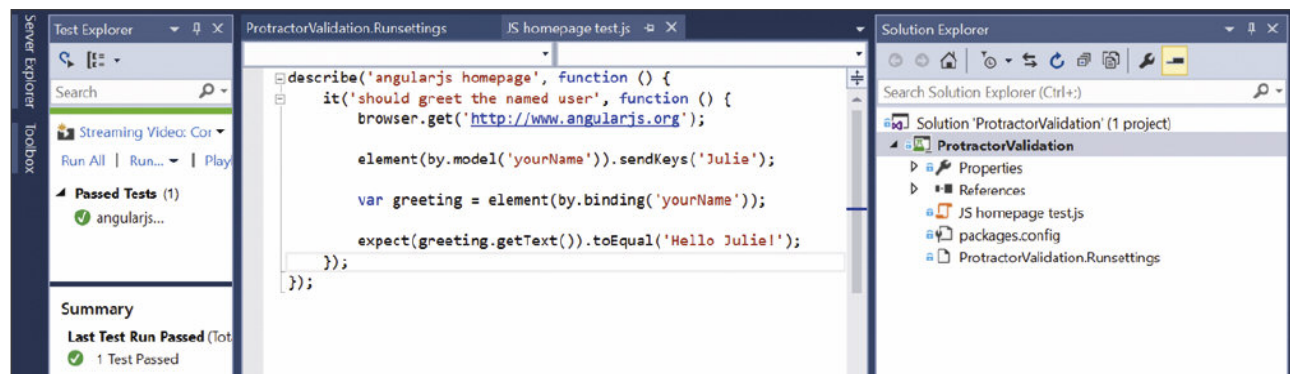 Server Explorer
Toolbox
Test Explorer
Search
Streaming Video: Cor
Run All | Run... | Play
Passed Tests (1)
angularjs...
Summary
Last Test Run Passed (Tot
1 Test Passed
ProtractorValidation.Runsettings JS homepage test.js
describe('angularjs homepage', function () {
it('should greet the named user', function () {
browser.get('http://www.angularjs.org');
element(by.model('yourName')).sendKeys('Julie');
var greeting = element(by.binding('yourName'));
expect(greeting.getText()).toEqual('Hello Julie!');
});
});
Solution Explorer
Search Solution Explorer (Ctrl+;)
Solution 'ProtractorValidation' (1 project)
ProtractorValidation
Properties
References
JS homepage test.js
packages.config
ProtractorValidation.Runsettings